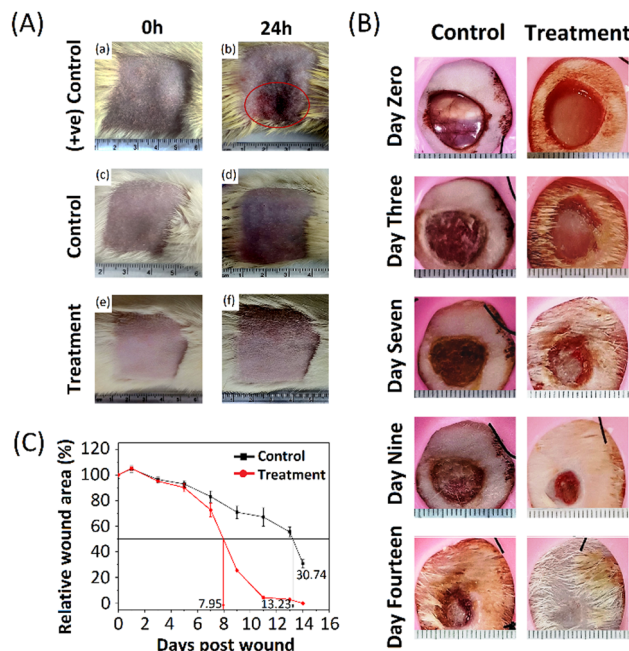 (A)
0h
24h
(+ve) Control
(a)
(b)
Control
(c)
(d)
Treatment
(e)
(f)
(B)
Control
Treatment
Day Zero
Day Three
Day Seven
Day Nine
Day Fourteen
(C)
Relative wound area (%)
120
100
80
60
40
20
0
Control
Treatment
7.95
13.23
30.74
0 2 4 6 8 10 12 14 16
Days post wound